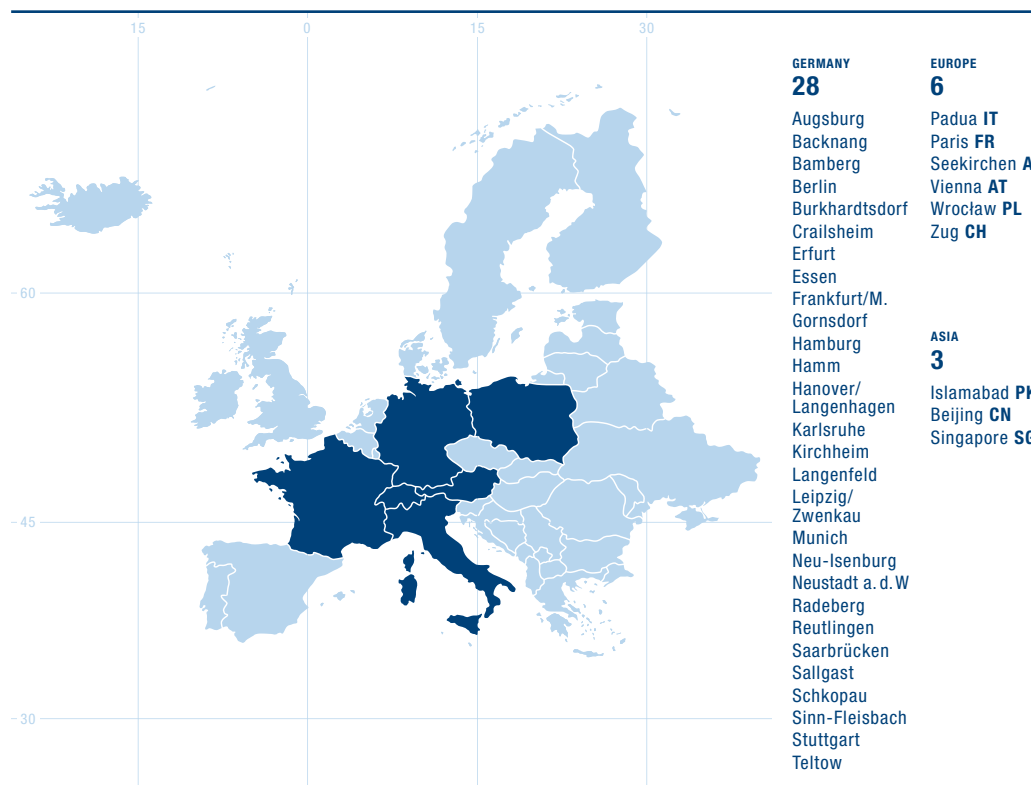 15 0 15 30
60
45
30
GERMANY
28
Augsburg
Backnang
Bamberg
Berlin
Burkhardtsdorf
Crailsheim
Erfurt
Essen
Frankfurt/M.
Gornsdorf
Hamburg
Hamm
Hanover/
Langenhagen
Karlsruhe
Kirchheim
Langenfeld
Leipzig/
Zwenkau
Munich
Neu-Isenburg
Neustadt a. d. W
Radeberg
Reutlingen
Saarbrücken
Sallgast
Schkopau
Sinn-Fleisbach
Stuttgart
Teltow
EUROPE
6
Padua IT
Paris FR
Seekirchen A
Vienna AT
Wrocław PL
Zug CH
ASIA
3
Islamabad PK
Beijing CN
Singapore SG